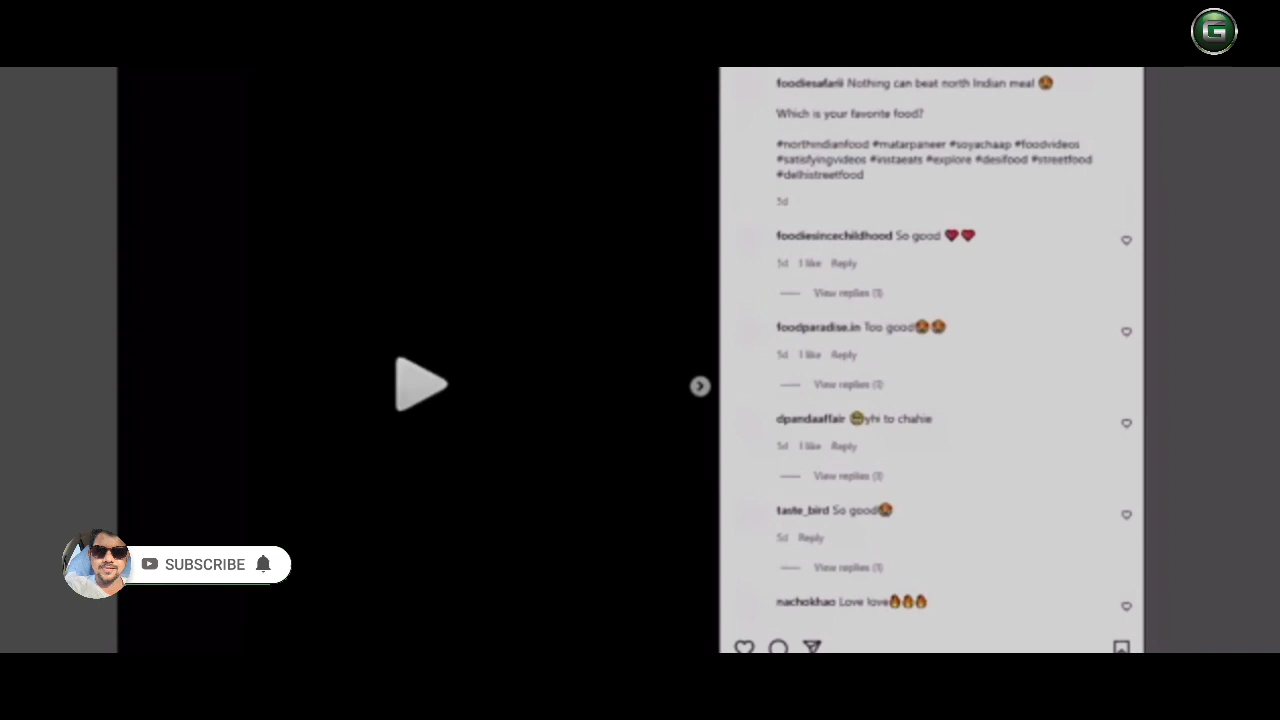 G
foodiesafarii Nothing can beat north Indian meal
Which is your favorite food?
#northindianfood #matarpaneer #soyachaap #foodvideos
#satisfyingvideos #instaeats #explore #desifood #streetfood
#delhistreetfood
5d
foodiesincechildhood So good
5d 1 like Reply
View replies (1)
foodparadise.in Too good
5d 1 like Reply
View replies (1)
dpandaaffair yhi to chahie
5d 1 like Reply
View replies (1)
taste_bird So good
5d Reply
View replies (1)
nachokhao Love love
SUBSCRIBE